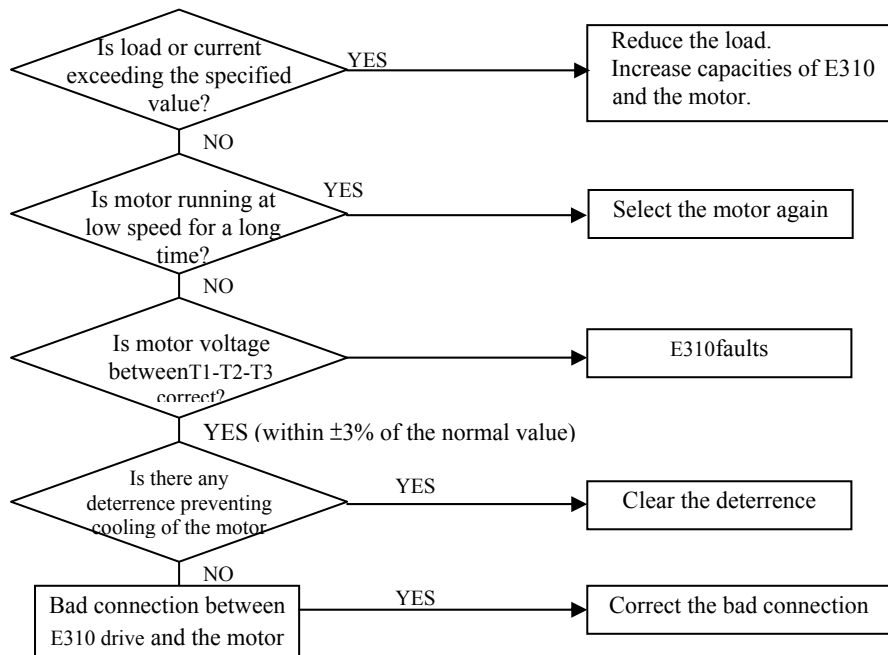 Is load or current
exceeding the specified
value?
YES
Reduce the load.
Increase capacities of E310
and the motor.
NO
Is motor running at
low speed for a long
time?
YES
Select the motor again
NO
Is motor voltage
betweenT1-T2-T3
correct?
E310faults
YES (within ±3% of the normal value)
Is there any
deterrence preventing
cooling of the motor
YES
Clear the deterrence
NO
Bad connection between
E310 drive and the motor
YES
Correct the bad connection